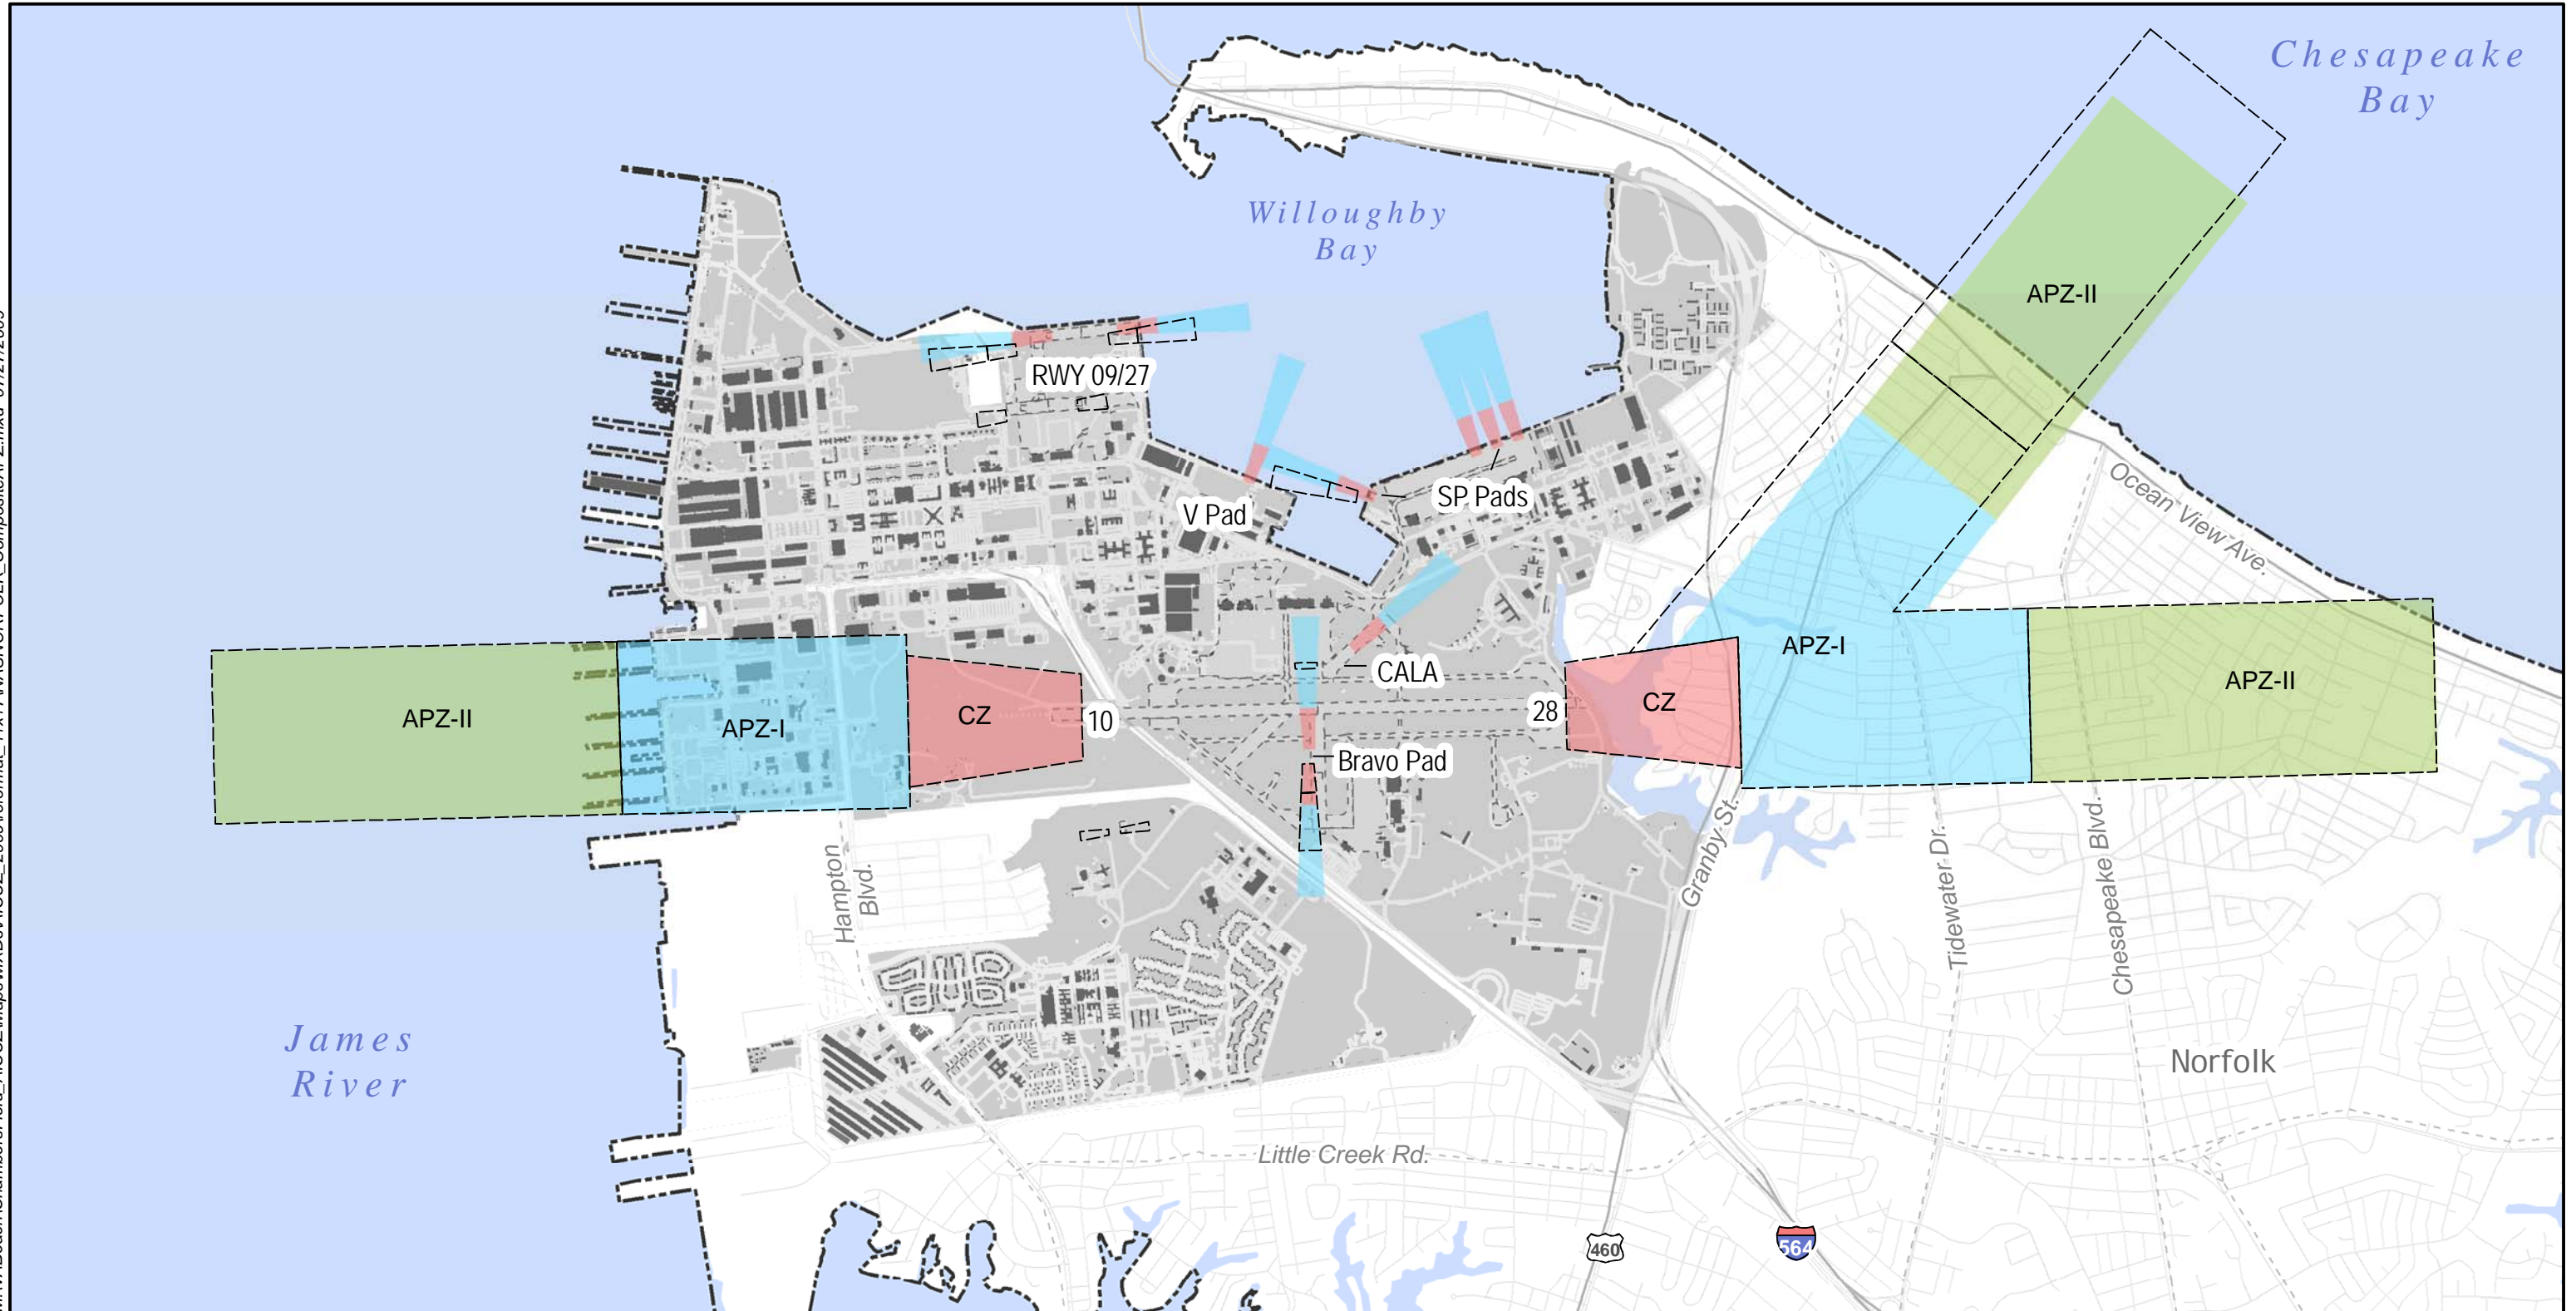 Chesapeake
Bay
Willoughby
Bay
APZ-II
RWY 09/27
SP Pads
V Pad
Ocean View Ave.
CALA
APZ-I
APZ-II
CZ
APZ-II
APZ-I
CZ
10
28
Bravo Pad
Hampton
Blvd.
Granby St.
Tidewater Dr.
Chesapeake Blvd.
James
River
Norfolk
Little Creek Rd.
460
564